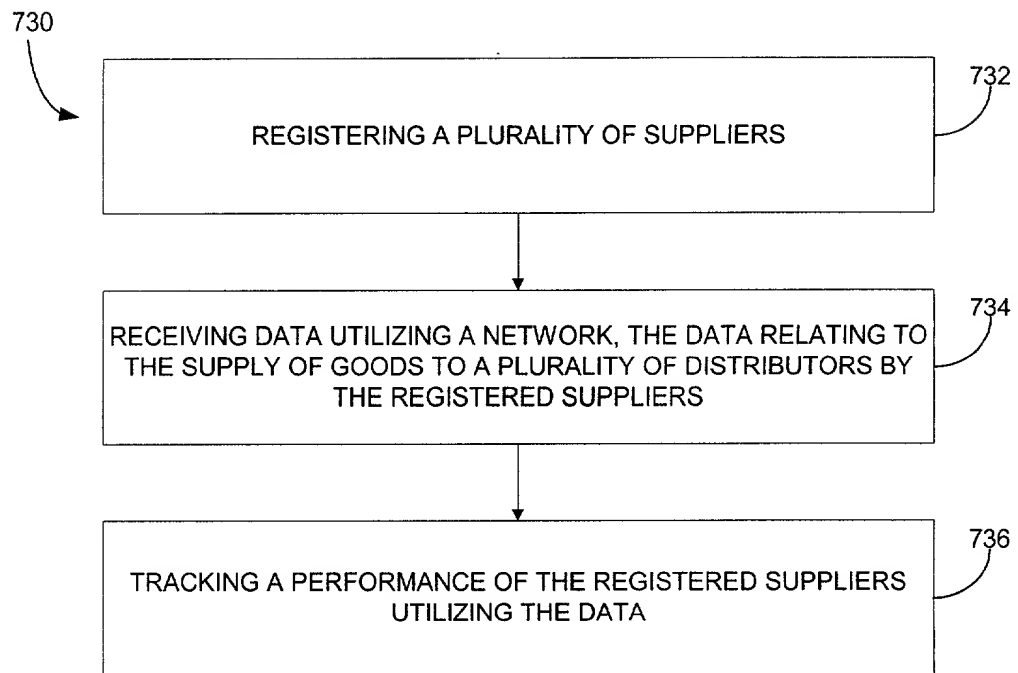 730
732
REGISTERING A PLURALITY OF SUPPLIERS
734
RECEIVING DATA UTILIZING A NETWORK, THE DATA RELATING TO
THE SUPPLY OF GOODS TO A PLURALITY OF DISTRIBUTORS BY
THE REGISTERED SUPPLIERS
736
TRACKING A PERFORMANCE OF THE REGISTERED SUPPLIERS
UTILIZING THE DATA